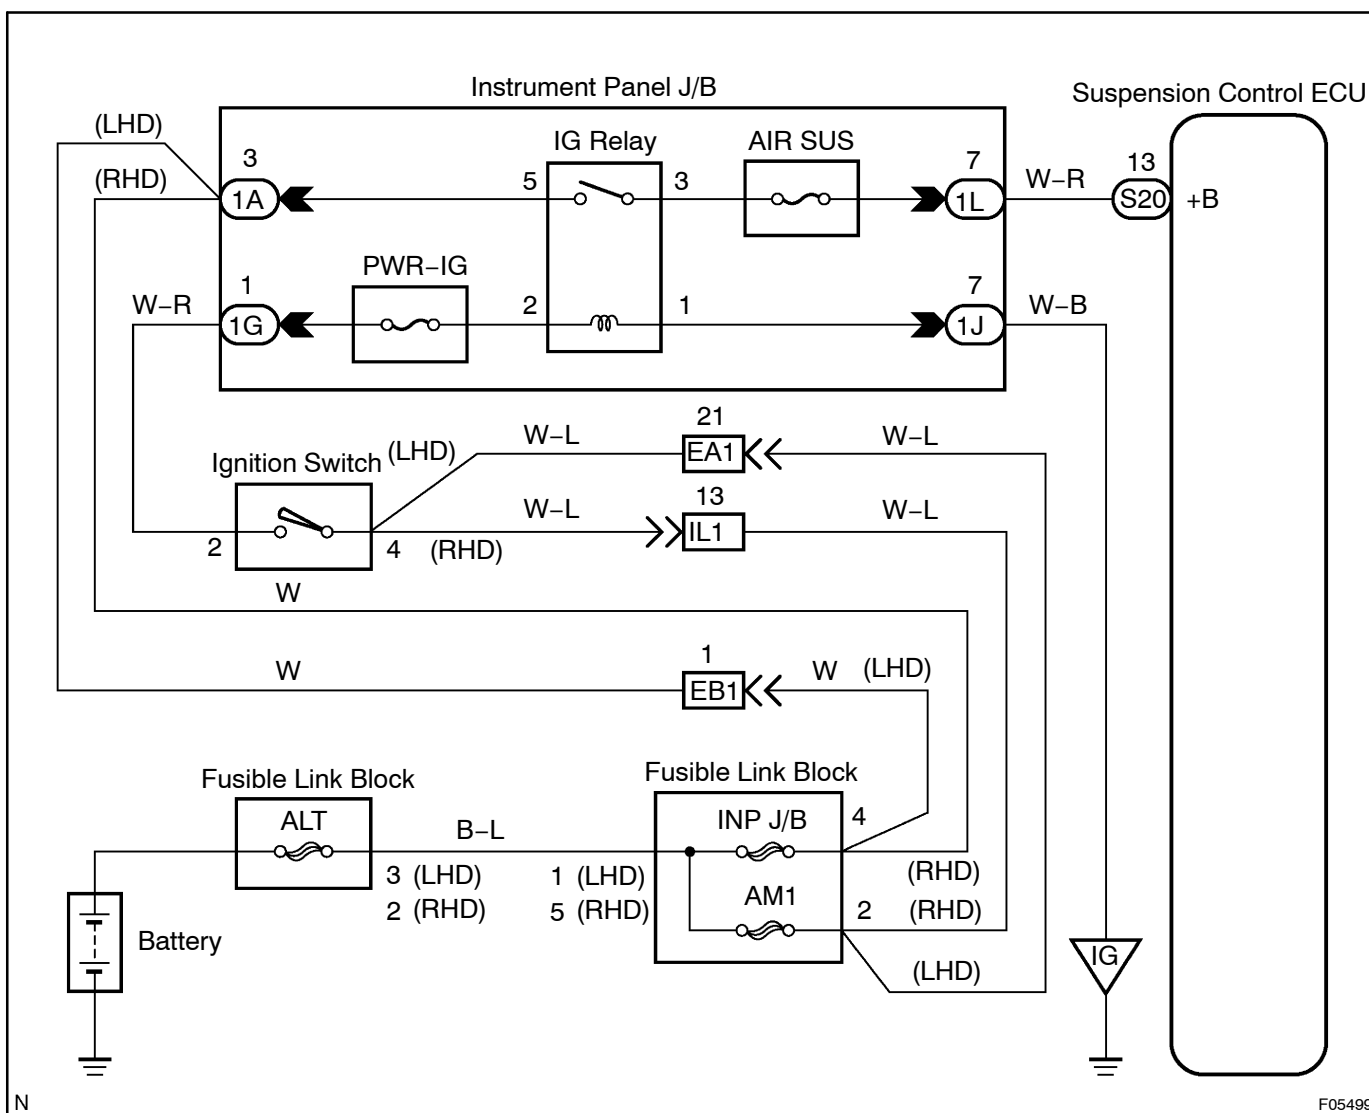 Instrument Panel J/B
Suspension Control ECU
(LHD)
3
IG Relay
AIR SUS
7
13
(RHD)
1A
5
3
1L
W-R
S20
+B
1
PWR-IG
7
W-R
1G
2
1
1J
W-B
21
W-L
EA1
W-L
Ignition Switch
(LHD)
13
W-L
IL1
W-L
2
4
(RHD)
W
1
W
EB1
W
(LHD)
Fusible Link Block
Fusible Link Block
ALT
B-L
INP J/B
4
3 (LHD)
1 (LHD)
(RHD)
2 (RHD)
5 (RHD)
AM1
2
(RHD)
Battery
(LHD)
IG
N
F05499